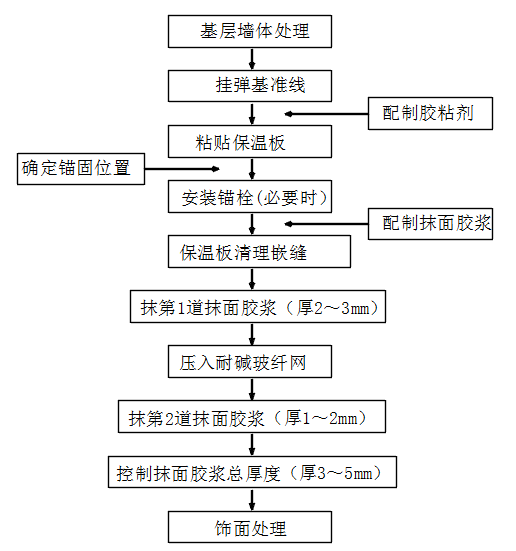 基层墙体处理
挂弹基准线
配制胶粘剂
粘贴保温板
确定锚固位置
安装锚栓(必要时)
配制抹面胶浆
保温板清理嵌缝
抹第1道抹面胶浆（厚2～3mm）
压入耐碱玻纤网
抹第2道抹面胶浆（厚1～2mm）
控制抹面胶浆总厚度（厚3～5mm）
饰面处理